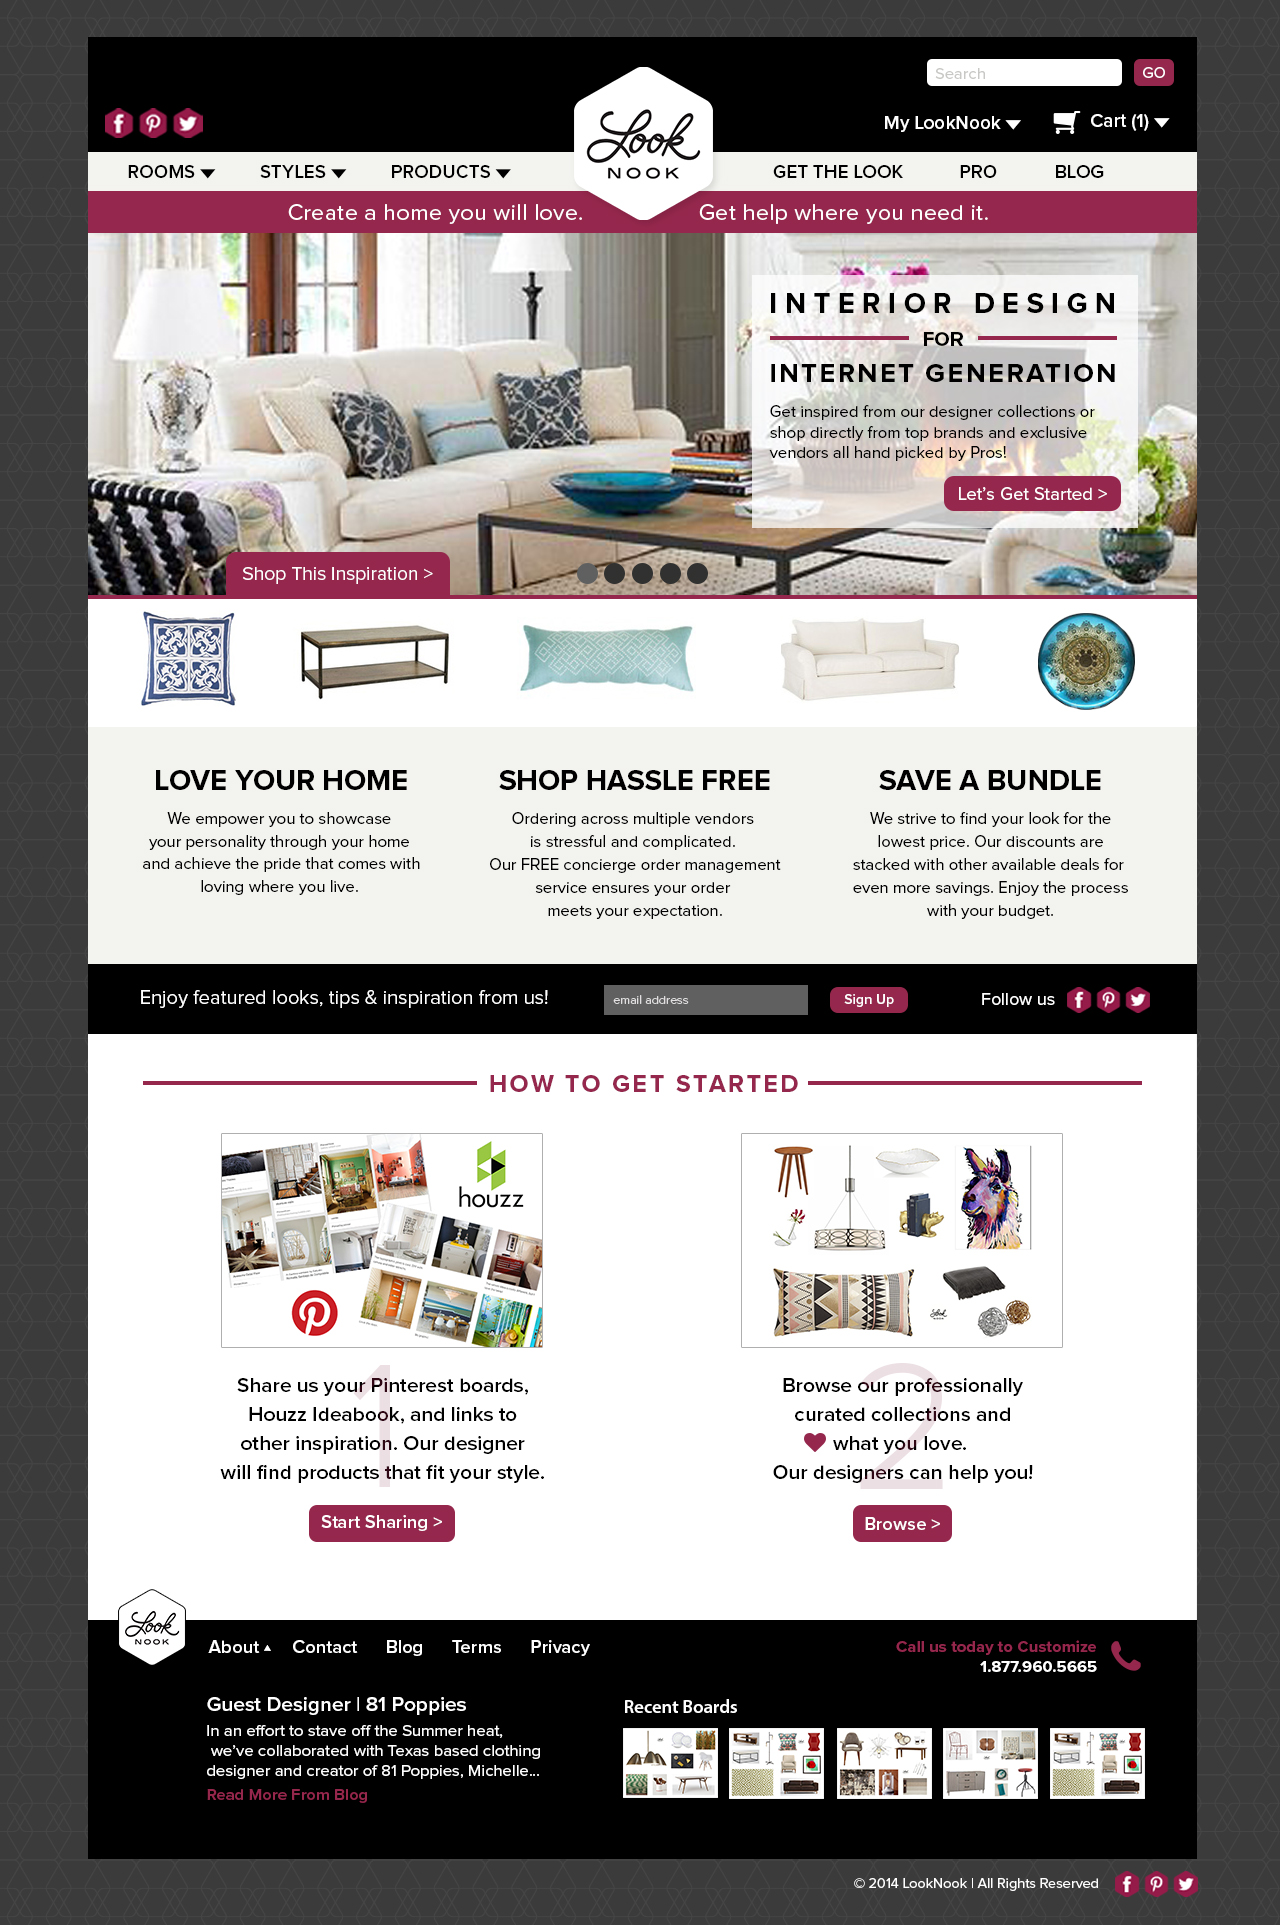 Search
GO
My LookNook
Cart (1)
Look
NOOK
ROOMS
STYLES
PRODUCTS
GET THE LOOK
PRO
BLOG
Create a home you will love.
Get help where you need it.
INTERIOR DESIGN
FOR
INTERNET GENERATION
Get inspired from our designer collections or
shop directly from top brands and exclusive
vendors all hand picked by Pros!
Let's Get Started >
Shop This Inspiration >
LOVE YOUR HOME
We empower you to showcase
your personality through your home
and achieve the pride that comes with
loving where you live.
SHOP HASSLE FREE
Ordering across multiple vendors
is stressful and complicated.
Our FREE concierge order management
service ensures your order
meets your expectation.
SAVE A BUNDLE
We strive to find your look for the
lowest price. Our discounts are
stacked with other available deals for
even more savings. Enjoy the process
with your budget.
Enjoy featured looks, tips & inspiration from us!
email address
Sign Up
Follow us
HOW TO GET STARTED
houzz
Look
NOOK
1
Share us your Pinterest boards,
Houzz Ideabook, and links to
other inspiration. Our designer
will find products that fit your style.
Start Sharing >
2
Browse our professionally
curated collections and
what you love.
Our designers can help you!
Browse >
Look
NOOK
About
Contact
Blog
Terms
Privacy
Call us today to Customize
1.877.960.5665
Guest Designer | 81 Poppies
In an effort to stave off the Summer heat,
we've collaborated with Texas based clothing
designer and creator of 81 Poppies, Michelle...
Read More From Blog
Recent Boards
© 2014 LookNook | All Rights Reserved